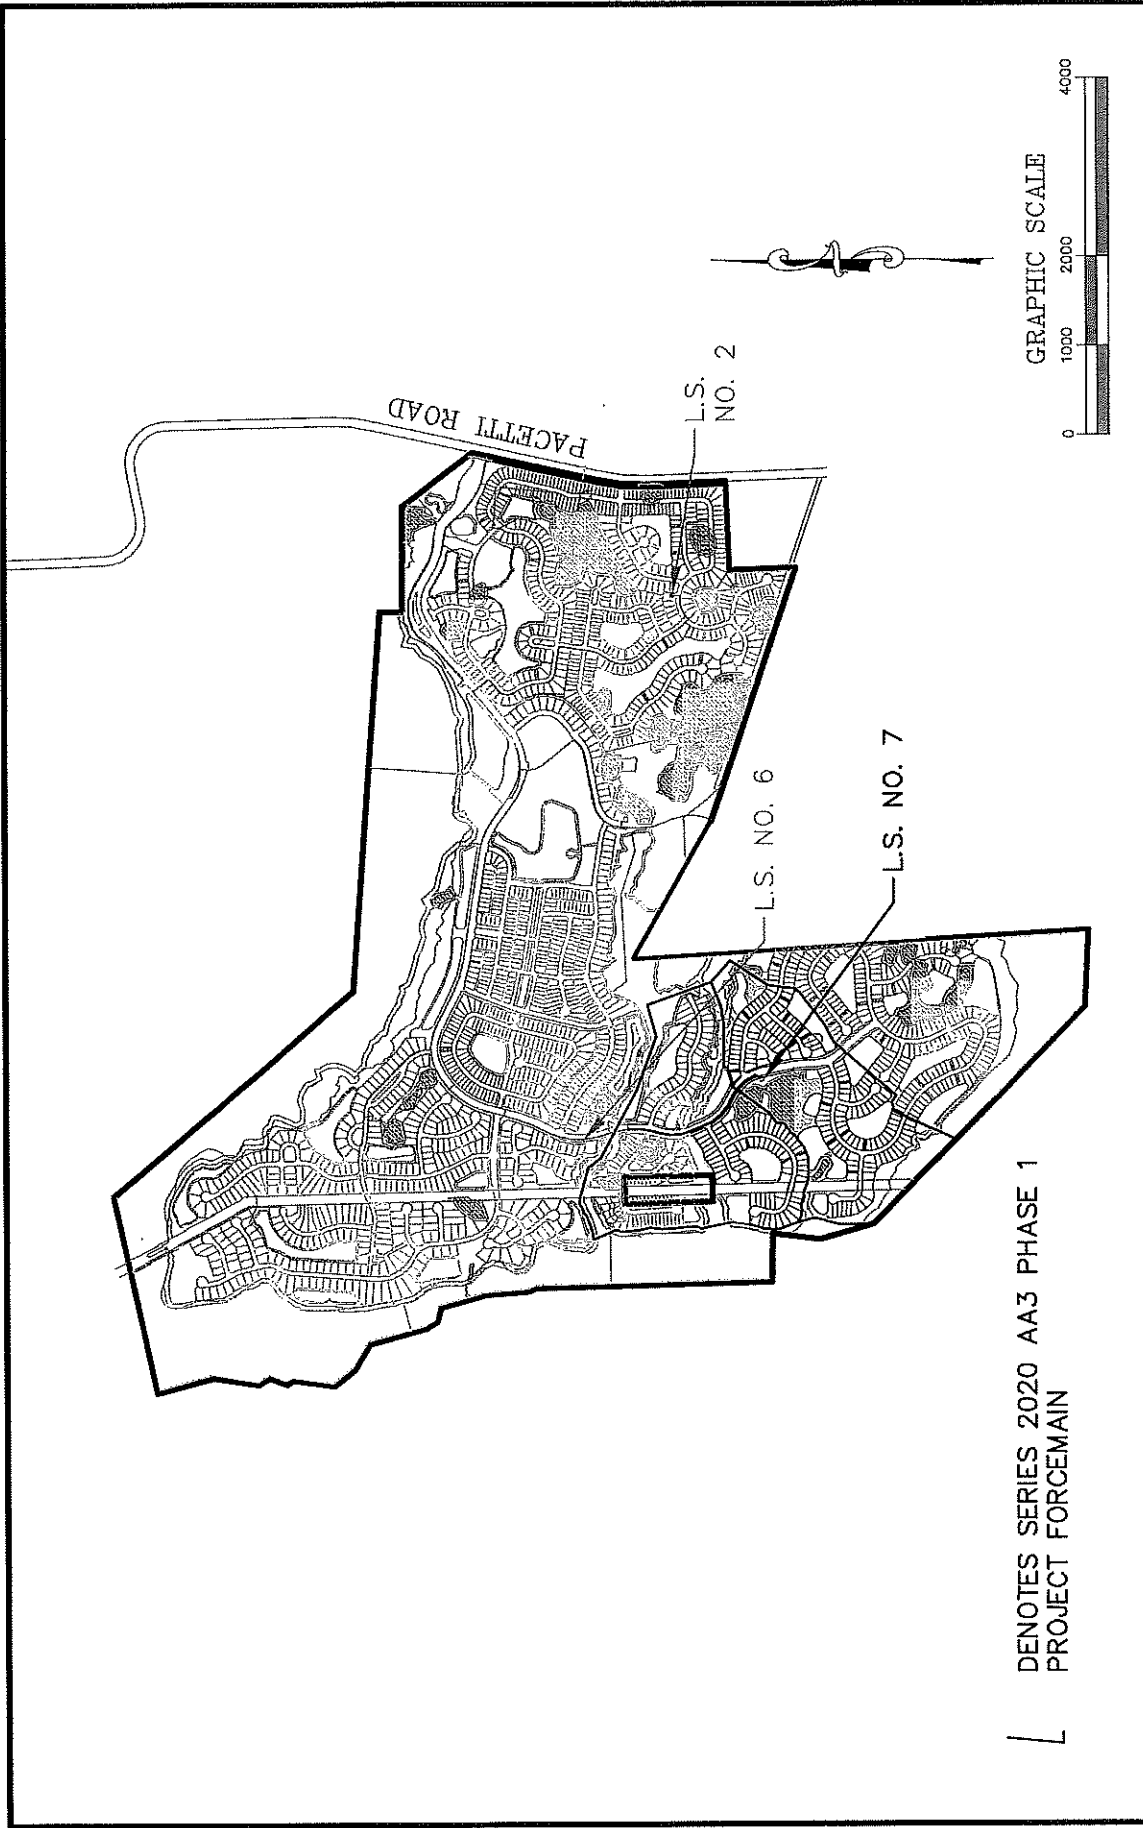 PACETTI ROAD
L.S.
NO. 2
L.S. NO. 6
L.S. NO. 7
N
GRAPHIC SCALE
0 1000 2000 4000
DENOTES SERIES 2020 AA3 PHASE 1
PROJECT FORCEMAIN